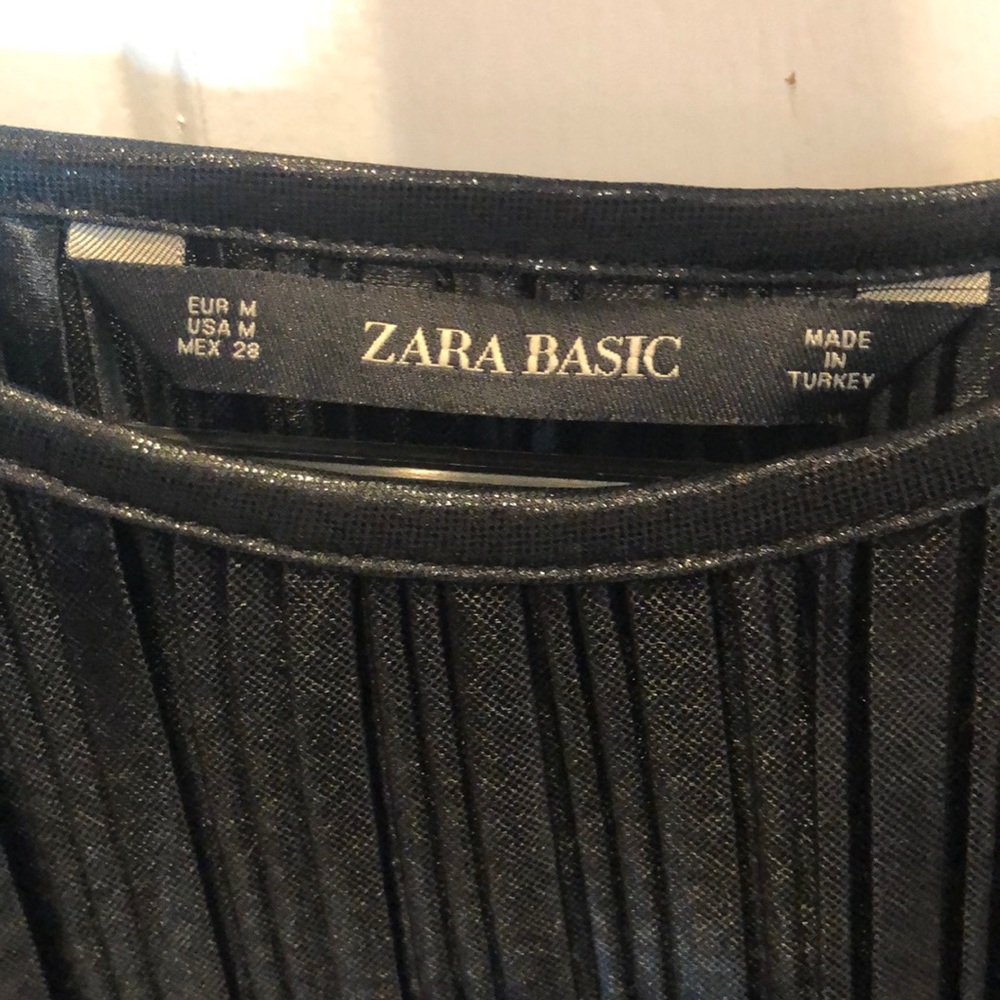 EUR M
USA M
MEX 28
ZARA BASIC
MADE
IN
TURKEY